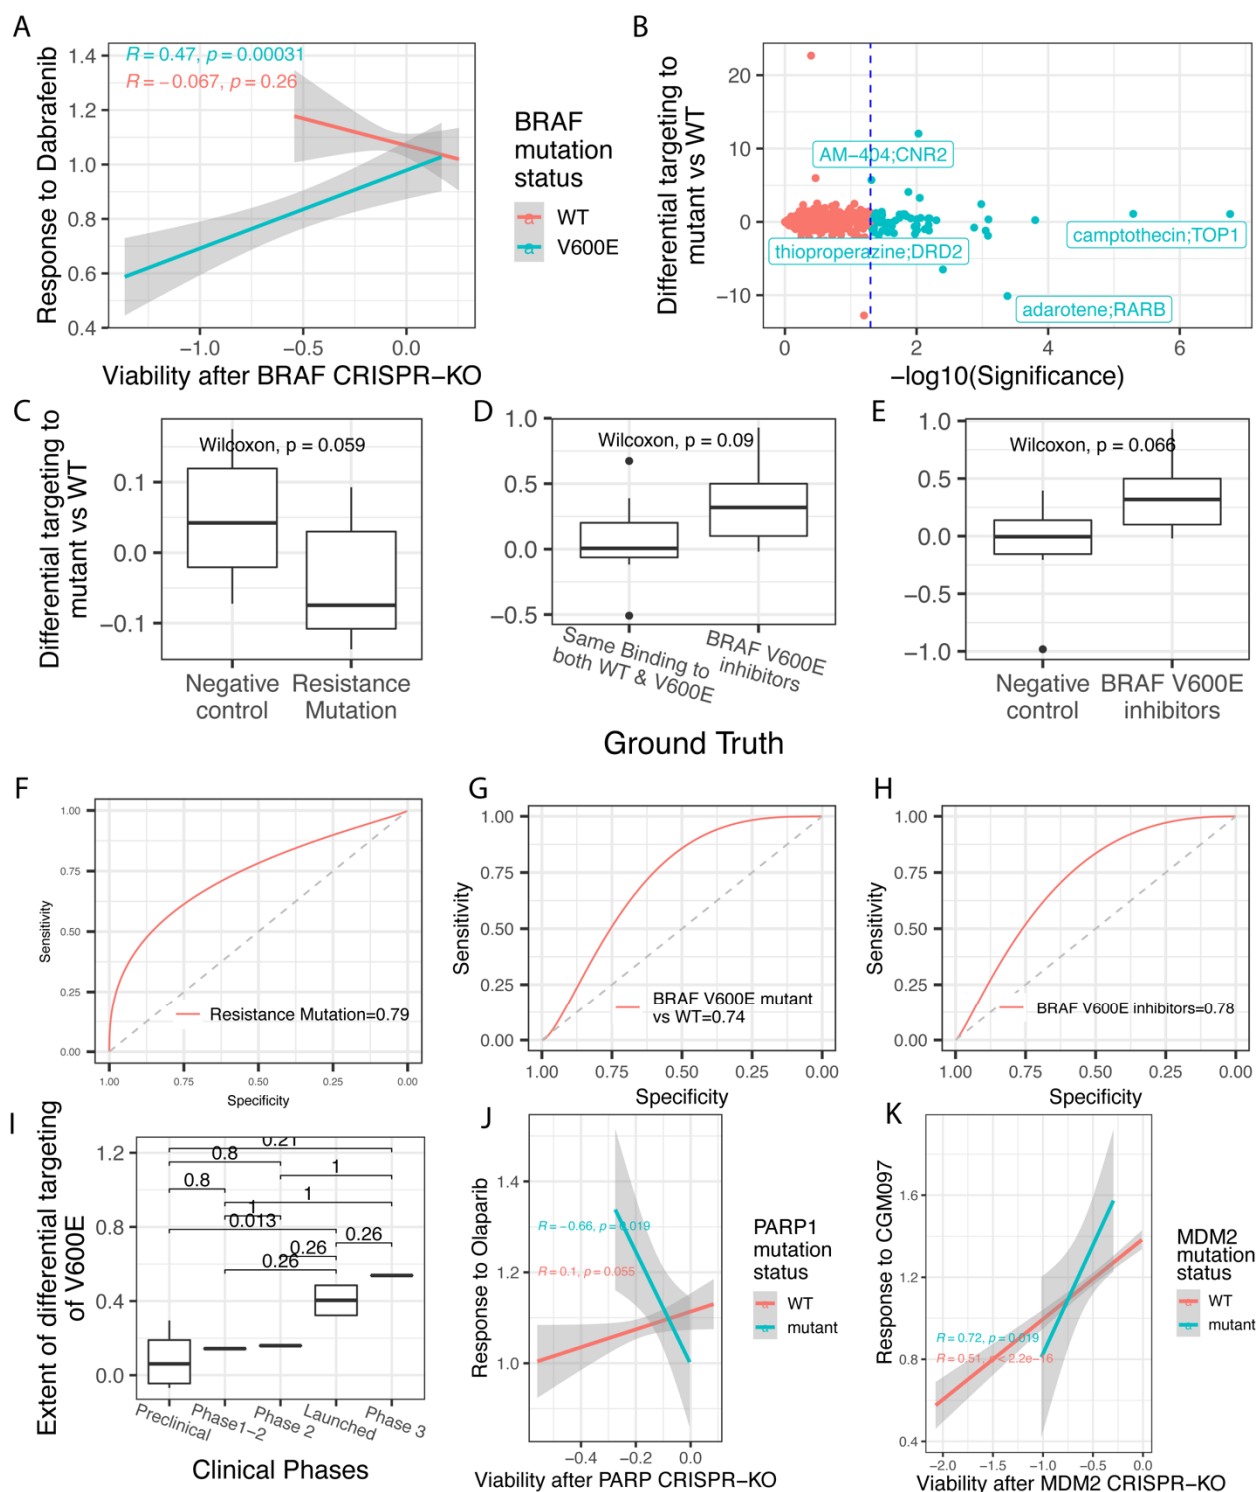 A
Response to Dabrafenib
1.4
1.2
1.0
0.8
0.6
0.4
R = 0.47, p = 0.00031
R = −0.067, p = 0.26
−1.0
−0.5
0.0
Viability after BRAF CRISPR−KO
BRAF
mutation
status
a WT
a V600E
B
Differential targeting to
mutant vs WT
20
10
0
−10
AM−404;CNR2
camptothecin;TOP1
thioproperazine;DRD2
adarotene;RARB
0
2
4
6
−log10(Significance)
C
Differential targeting to
mutant vs WT
0.1
0.0
−0.1
Wilcoxon, p = 0.059
Negative
control
Resistance
Mutation
D
1.0
0.5
0.0
−0.5
Wilcoxon, p = 0.09
Same Binding to
both WT & V600E
BRAF V600E
inhibitors
E
1.0
0.5
0.0
−0.5
−1.0
Wilcoxon, p = 0.066
Negative
control
BRAF V600E
inhibitors
Ground Truth
F
Sensitivity
1.00
0.75
0.50
0.25
0.00
Resistance Mutation=0.79
1.00
0.75
0.50
0.25
0.00
Specificity
G
Sensitivity
1.00
0.75
0.50
0.25
0.00
BRAF V600E mutant
vs WT=0.74
1.00
0.75
0.50
0.25
0.00
Specificity
H
Sensitivity
1.00
0.75
0.50
0.25
0.00
BRAF V600E inhibitors=0.78
1.00
0.75
0.50
0.25
0.00
Specificity
I
Extent of differential targeting
of V600E
1.2
0.8
0.4
0.0
0.21
0.8
1
0.8
1
1
0.013
0.26
0.26
0.26
Preclinical
Phase1−2
Phase 2
Launched
Phase 3
Clinical Phases
J
Response to Olaparib
1.4
1.2
1.0
R = −0.66, p = 0.019
R = 0.1, p = 0.055
−0.4
−0.2
0.0
Viability after PARP CRISPR−KO
PARP1
mutation
status
a WT
a mutant
K
Response to CGM097
1.6
1.2
0.8
0.4
R = 0.72, p = 0.019
R = 0.51, p < 2.2e−16
−2.0
−1.5
−1.0
−0.5
0.0
Viability after MDM2 CRISPR−KO
MDM2
mutation
status
a WT
a mutant